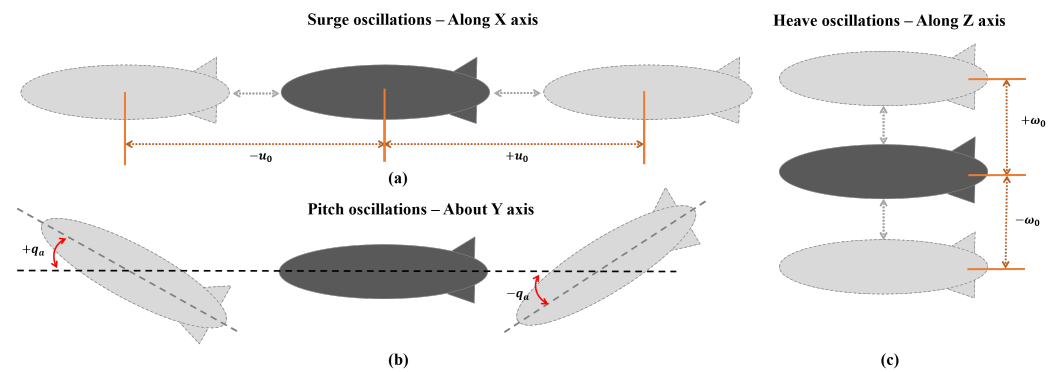 Surge oscillations – Along X axis
−u₀
+u₀
(a)
Pitch oscillations – About Y axis
+qₐ
−qₐ
(b)
Heave oscillations – Along Z axis
+ω₀
−ω₀
(c)